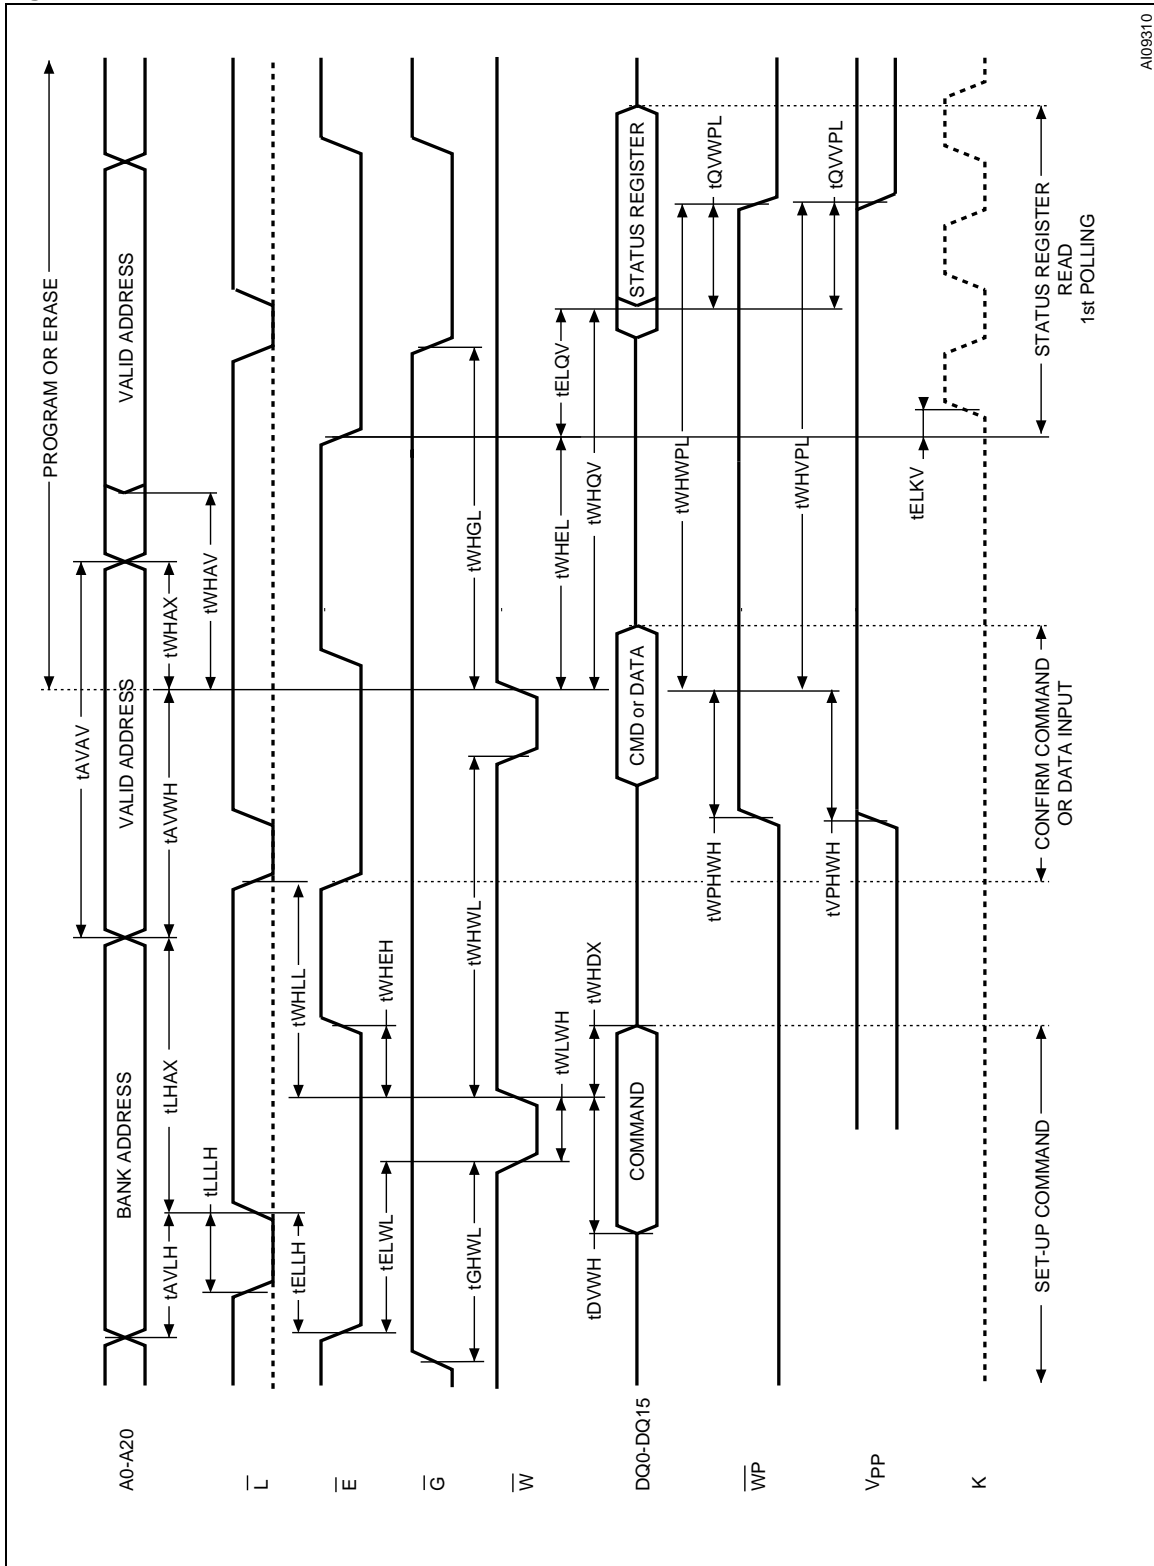 PROGRAM OR ERASE
A0-A20
BANK ADDRESS
VALID ADDRESS
VALID ADDRESS
tAVAV
tAVLH
tLHAX
tAVWH
tWHAX
tLLLH
tWHAV
L
tELLH
tWHLL
E
tELWL
tWHEH
G
tGHWL
tWHWL
tWHGL
W
tWLWH
tWHEL
tELQV
tDVWH
tWHDX
tWHQV
DQ0-DQ15
COMMAND
CMD or DATA
STATUS REGISTER
tWHWPL
tWPHWH
tQVWPL
WP
tWHVPL
tVPHWH
tQVVPL
VPP
tELKV
K
SET-UP COMMAND
CONFIRM COMMAND
OR DATA INPUT
STATUS REGISTER
READ
1st POLLING
AI09310